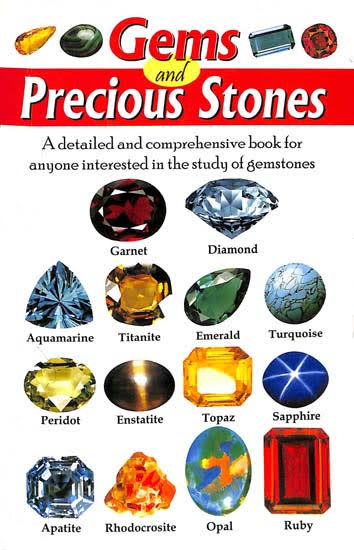 Gems
and
Precious Stones
A detailed and comprehensive book for
anyone interested in the study of gemstones
Garnet
Diamond
Aquamarine
Titanite
Emerald
Turquoise
Peridot
Enstatite
Topaz
Sapphire
Apatite
Rhodocrosite
Opal
Ruby